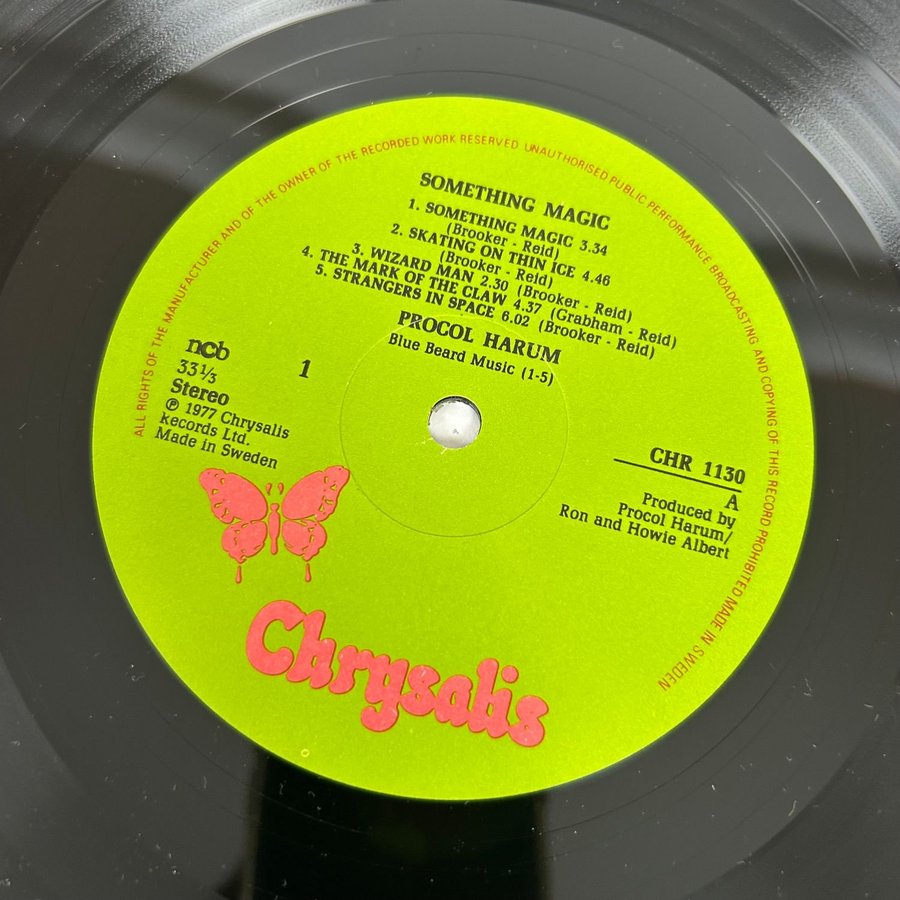 ALL RIGHTS OF THE MANUFACTURER AND OF THE OWNER OF THE RECORDED WORK RESERVED UNAUTHORISED PUBLIC PERFORMANCE BROADCASTING AND COPYING OF THIS RECORD PROHIBITED MADE IN SWEDEN
SOMETHING MAGIC
1. SOMETHING MAGIC 3.34
(Brooker - Reid)
2. SKATING ON THIN ICE 4.46
(Brooker - Reid)
3. WIZARD MAN 2.30 (Brooker - Reid)
4. THE MARK OF THE CLAW 4.37 (Grabham - Reid)
5. STRANGERS IN SPACE 6.02 (Brooker - Reid)
PROCOL HARUM
Blue Beard Music (1-5)
ncb
33⅓
Stereo
℗ 1977 Chrysalis
Records Ltd.
Made in Sweden
1
CHR 1130
A
Produced by
Procol Harum/
Ron and Howie Albert
Chrysalis